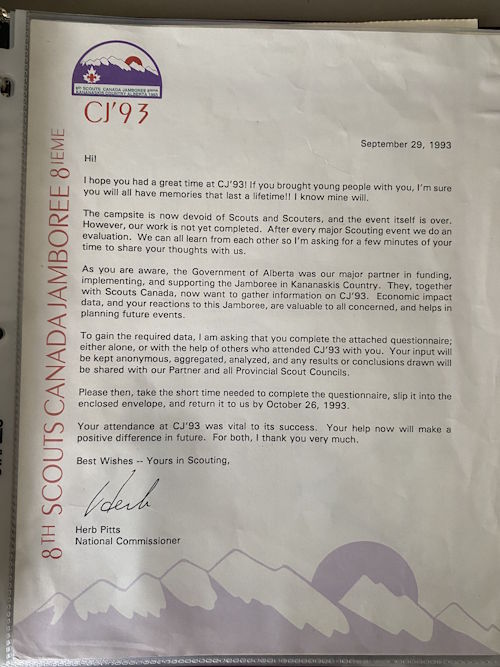 8th SCOUTS CANADA JAMBOREE 8ième
KANANASKIS COUNTRY ALBERTA 1993
CJ'93
8TH SCOUTS CANADA JAMBOREE 8IEME
September 29, 1993
Hi!
I hope you had a great time at CJ'93! If you brought young people with you, I'm sure
you will all have memories that last a lifetime!! I know mine will.
The campsite is now devoid of Scouts and Scouters, and the event itself is over.
However, our work is not yet completed. After every major Scouting event we do an
evaluation. We can all learn from each other so I'm asking for a few minutes of your
time to share your thoughts with us.
As you are aware, the Government of Alberta was our major partner in funding,
implementing, and supporting the Jamboree in Kananaskis Country. They, together
with Scouts Canada, now want to gather information on CJ'93. Economic impact
data, and your reactions to this Jamboree, are valuable to all concerned, and helps in
planning future events.
To gain the required data, I am asking that you complete the attached questionnaire;
either alone, or with the help of others who attended CJ'93 with you. Your input will
be kept anonymous, aggregated, analyzed, and any results or conclusions drawn will
be shared with our Partner and all Provincial Scout Councils.
Please then, take the short time needed to complete the questionnaire, slip it into the
enclosed envelope, and return it to us by October 26, 1993.
Your attendance at CJ'93 was vital to its success. Your help now will make a
positive difference in future. For both, I thank you very much.
Best Wishes -- Yours in Scouting,
Herb
Herb Pitts
National Commissioner